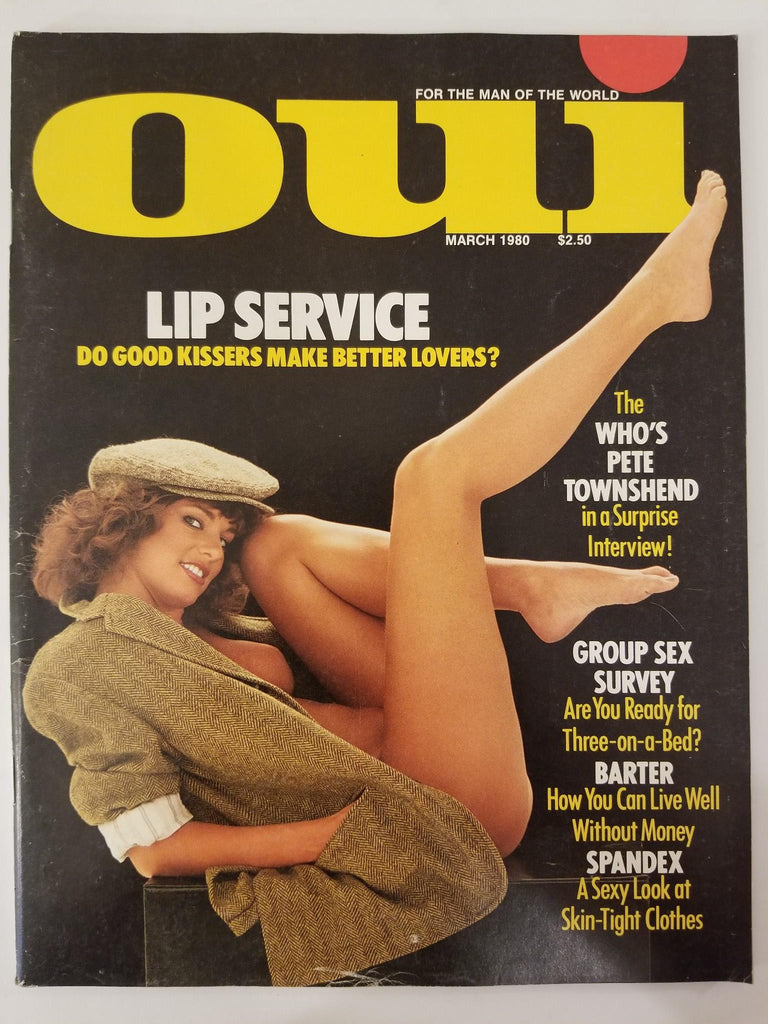 FOR THE MAN OF THE WORLD
oui
MARCH 1980 $2.50
LIP SERVICE
DO GOOD KISSERS MAKE BETTER LOVERS?
The
WHO'S
PETE
TOWNSHEND
in a Surprise
Interview!
GROUP SEX
SURVEY
Are You Ready for
Three-on-a-Bed?
BARTER
How You Can Live Well
Without Money
SPANDEX
A Sexy Look at
Skin-Tight Clothes